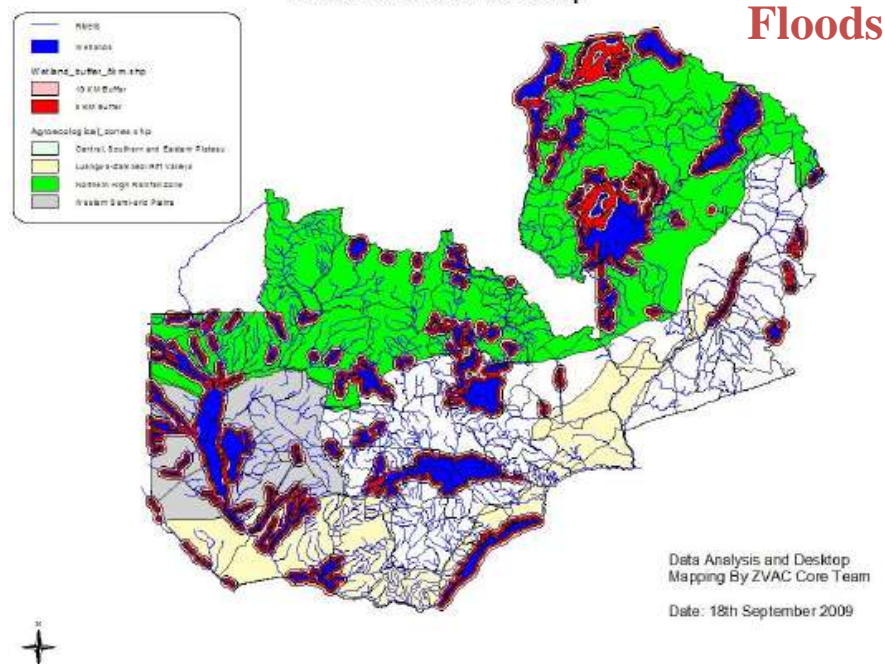 Floods
Rivers
Wetlands
Wetland_buffer_5km.shp
10 KM Buffer
5 KM Buffer
Agroecological_zones.shp
Central, Southern and Eastern Plateau
Rift Valleys
Northern High Rainfall Zone
Western Semi-arid Plains
Data Analysis and Desktop
Mapping By ZVAC Core Team
Date: 18th September 2009
N